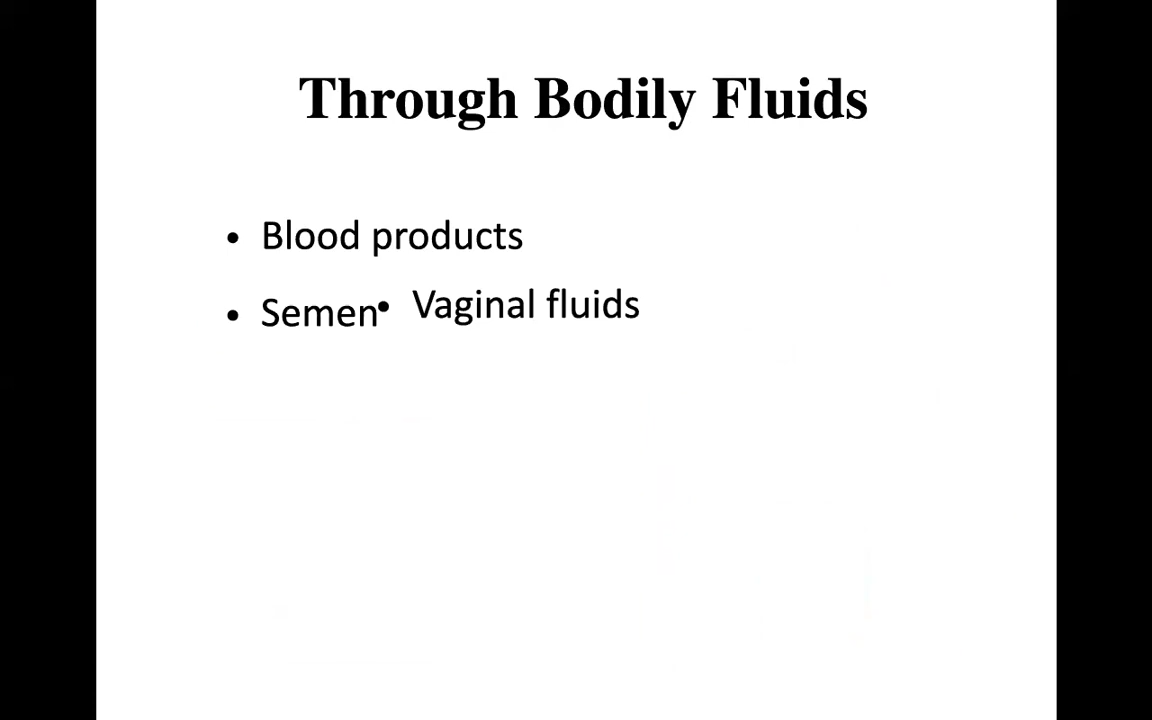 Through Bodily Fluids
• Blood products
• Semen
• Vaginal fluids